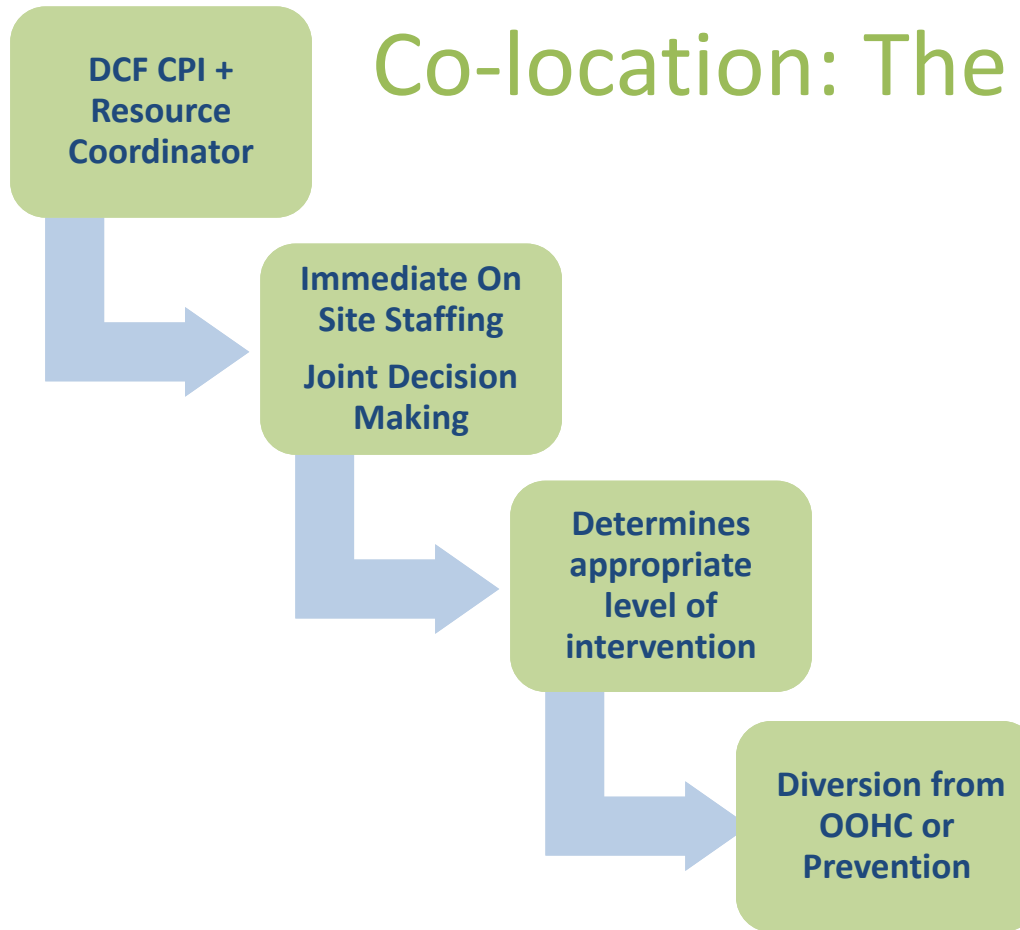 Co-location: The
DCF CPI +
Resource
Coordinator
Immediate On
Site Staffing
Joint Decision
Making
Determines
appropriate
level of
intervention
Diversion from
OOHC or
Prevention